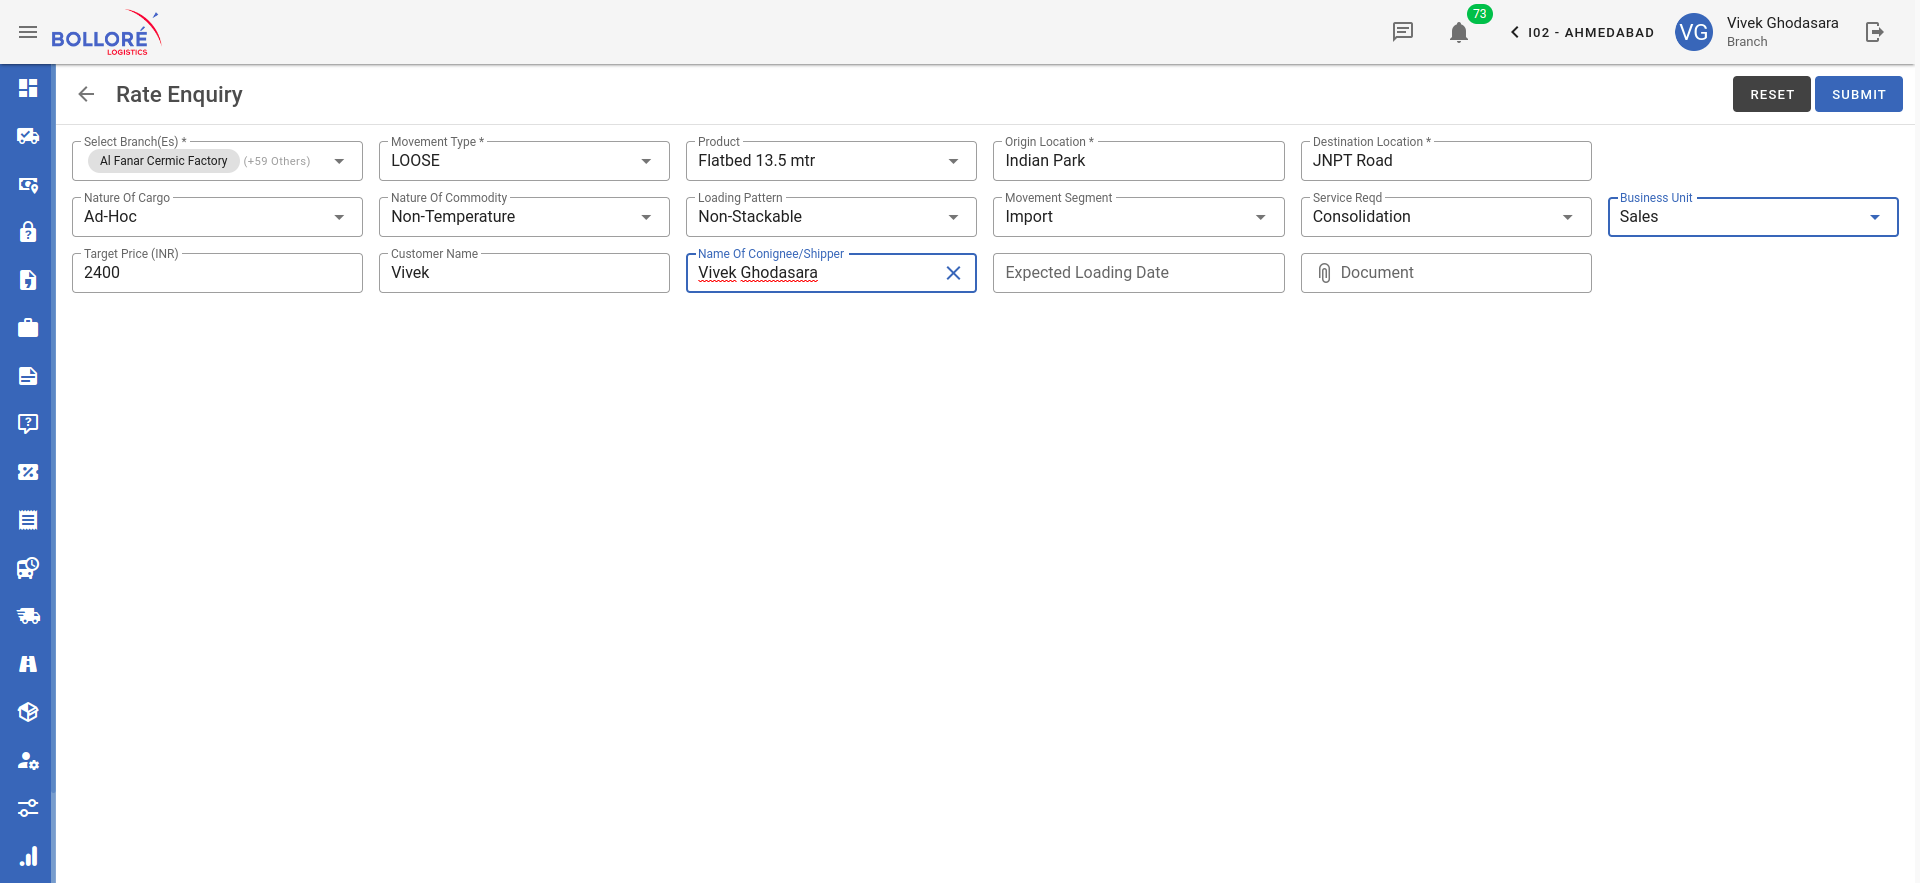 BOLLORÉ
LOGISTICS
73
I02 - AHMEDABAD
VG
Vivek Ghodasara
Branch
Rate Enquiry
RESET
SUBMIT
Select Branch(Es) *
Al Fanar Cermic Factory (+59 Others)
Movement Type *
LOOSE
Product
Flatbed 13.5 mtr
Origin Location *
Indian Park
Destination Location *
JNPT Road
Nature Of Cargo
Ad-Hoc
Nature Of Commodity
Non-Temperature
Loading Pattern
Non-Stackable
Movement Segment
Import
Service Reqd
Consolidation
Business Unit
Sales
Target Price (INR)
2400
Customer Name
Vivek
Name Of Conignee/Shipper
Vivek Ghodasara
Expected Loading Date
Document